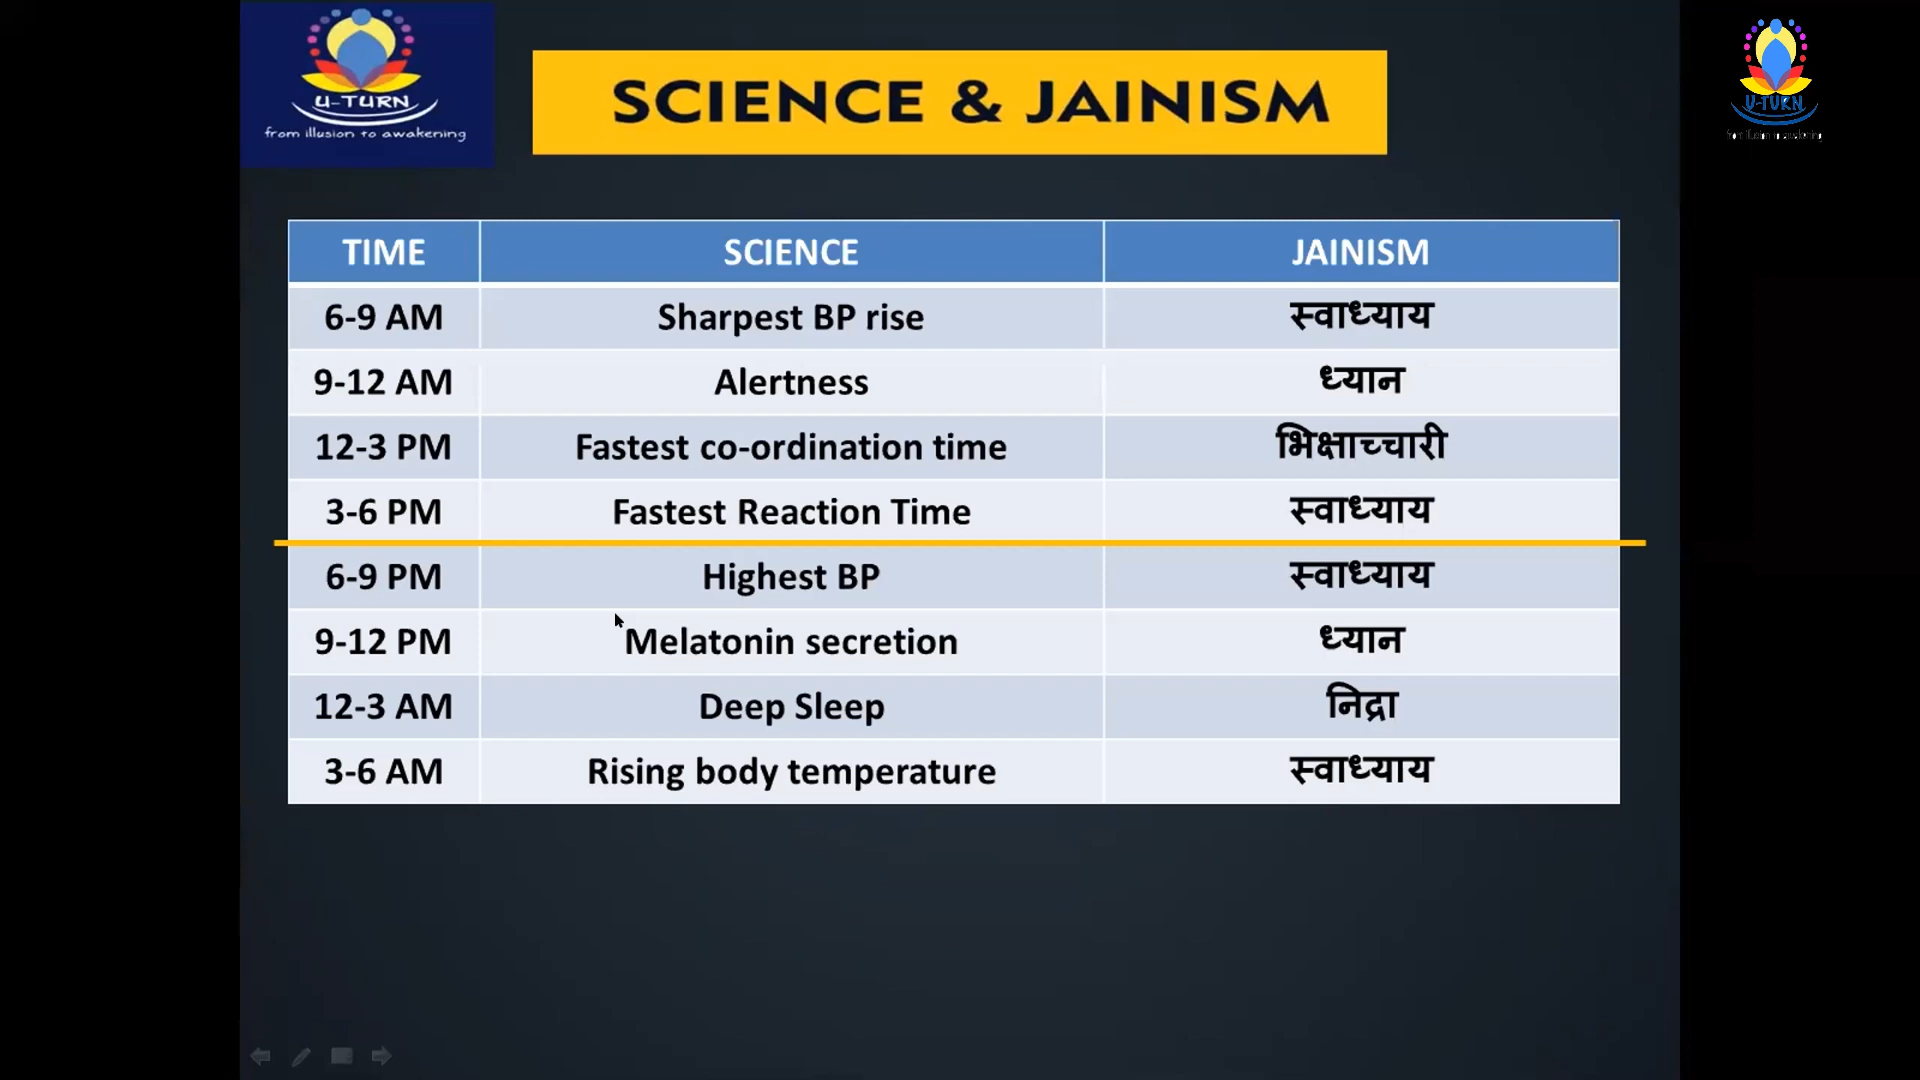 U-TURN
from illusion to awakening
SCIENCE & JAINISM
U-TURN
TIME SCIENCE JAINISM
6-9 AM Sharpest BP rise स्वाध्याय
9-12 AM Alertness ध्यान
12-3 PM Fastest co-ordination time भिक्षाच्चारी
3-6 PM Fastest Reaction Time स्वाध्याय
6-9 PM Highest BP स्वाध्याय
9-12 PM Melatonin secretion ध्यान
12-3 AM Deep Sleep निद्रा
3-6 AM Rising body temperature स्वाध्याय